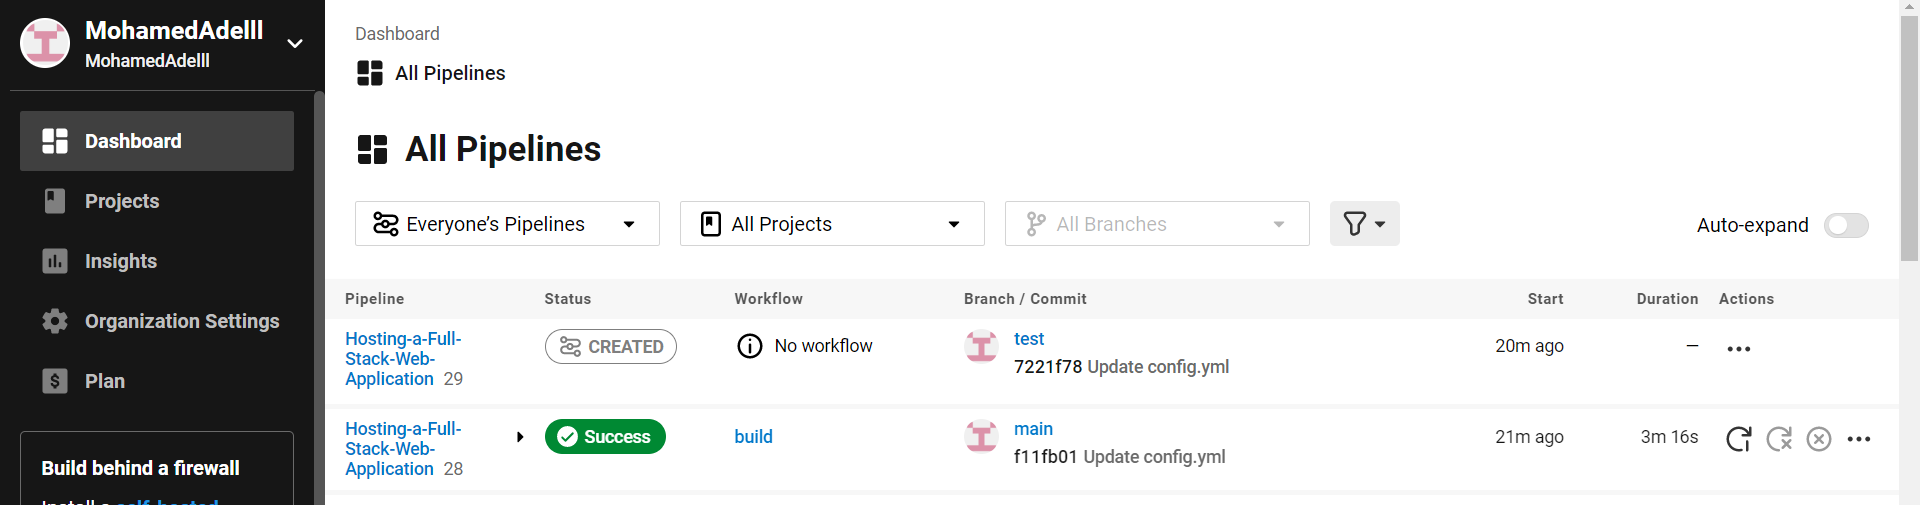 MohamedAdelll
MohamedAdelll
Dashboard
Projects
Insights
Organization Settings
Plan
Build behind a firewall
Install a self-hosted
Dashboard
All Pipelines
All Pipelines
Everyone’s Pipelines
All Projects
All Branches
Auto-expand
Pipeline Status Workflow Branch / Commit Start Duration Actions
Hosting-a-Full-
Stack-Web-
Application 29
CREATED
No workflow
test
7221f78 Update config.yml
20m ago
—
Hosting-a-Full-
Stack-Web-
Application 28
Success
build
main
f11fb01 Update config.yml
21m ago
3m 16s